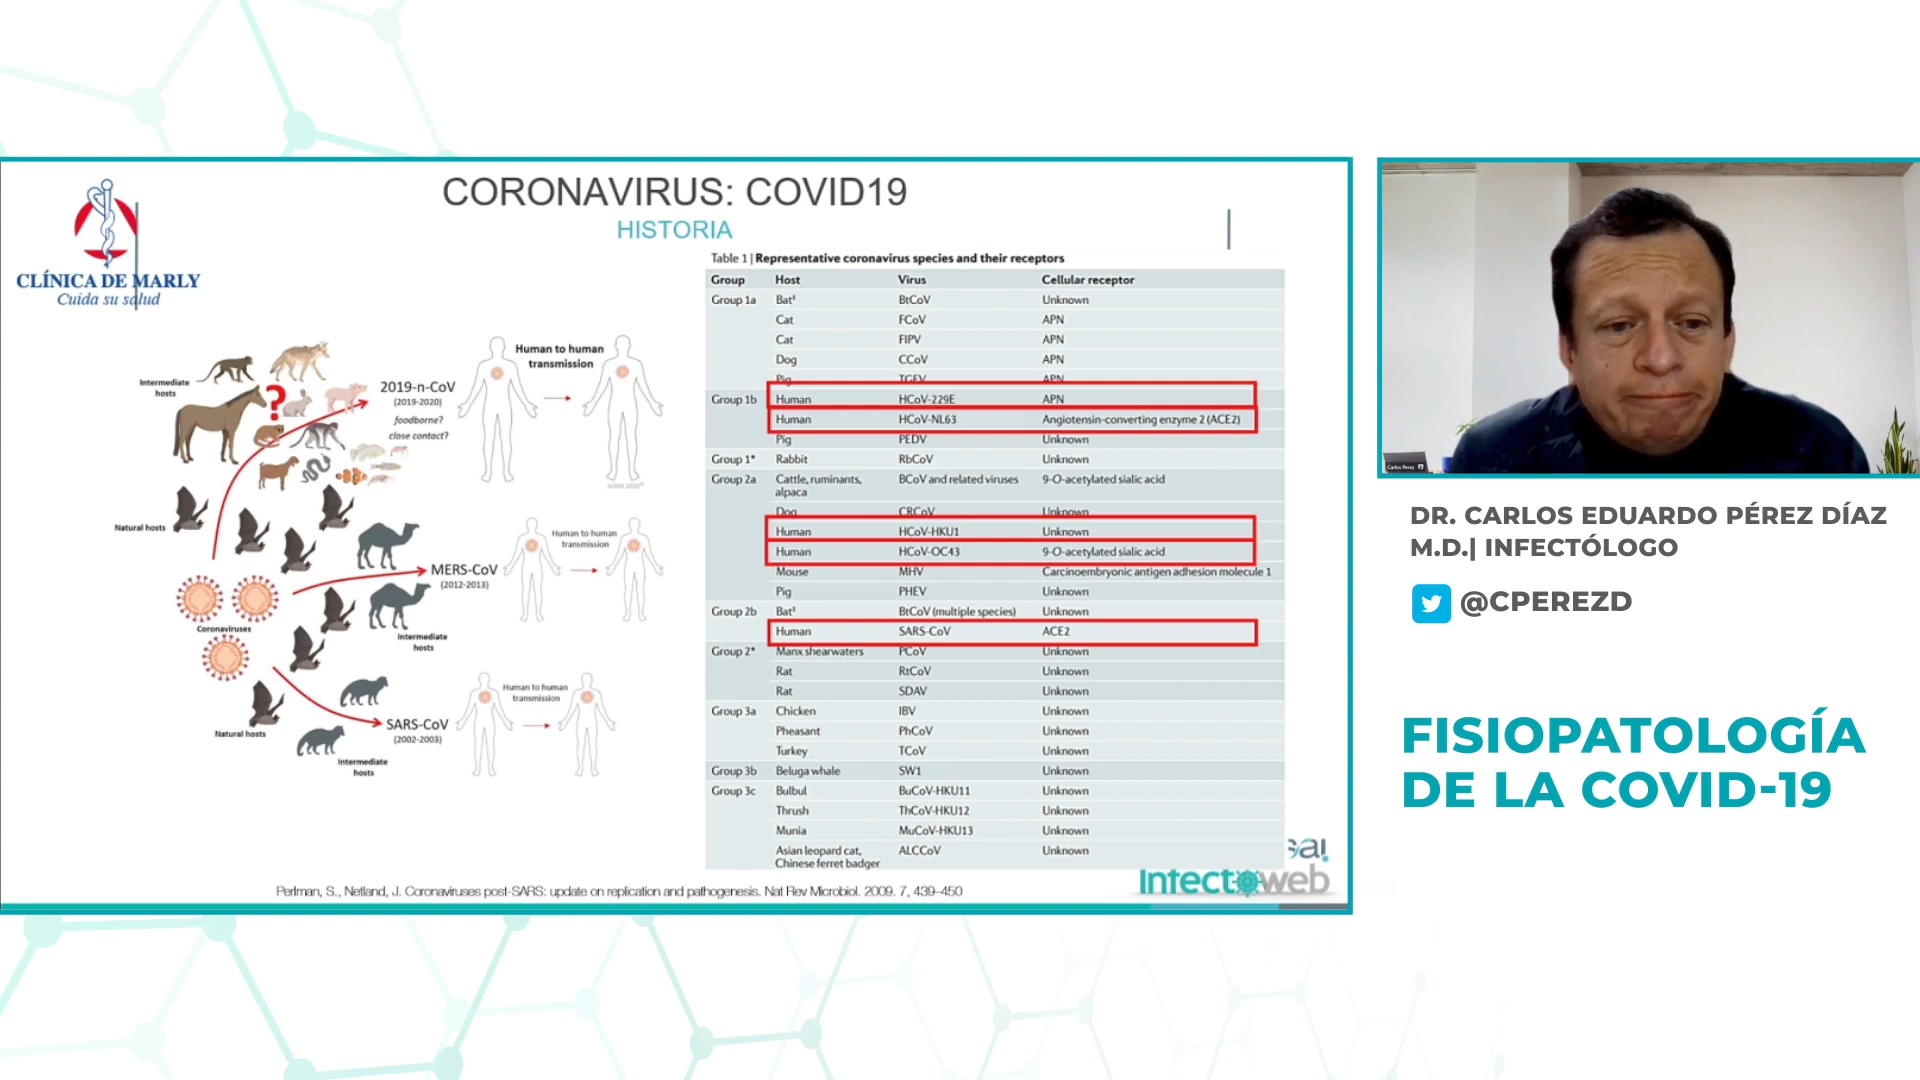 CORONAVIRUS: COVID19
HISTORIA
CLÍNICA DE MARLY
Cuida su salud
Intermediate
hosts
?
2019-n-CoV
(2019-2020)
foodborne?
close contact?
Human to human
transmission
Natural hosts
MERS-CoV
(2012-2013)
Human to human
transmission
Coronaviruses
Intermediate
hosts
SARS-CoV
(2002-2003)
Human to human
transmission
Natural hosts
Intermediate
hosts
Table 1 | Representative coronavirus species and their receptors
Group Host Virus Cellular receptor
Group 1a Bat‡ BtCoV Unknown
Cat FCoV APN
Cat FIPV APN
Dog CCoV APN
Pig TGEV APN
Group 1b Human HCoV-229E APN
Human HCoV-NL63 Angiotensin-converting enzyme 2 (ACE2)
Pig PEDV Unknown
Group 1* Rabbit RbCoV Unknown
Group 2a Cattle, ruminants, BCoV and related viruses 9-O-acetylated sialic acid
alpaca
Dog CRCoV Unknown
Human HCoV-HKU1 Unknown
Human HCoV-OC43 9-O-acetylated sialic acid
Mouse MHV Carcinoembryonic antigen adhesion molecule 1
Pig PHEV Unknown
Group 2b Bat‡ BtCoV (multiple species) Unknown
Human SARS-CoV ACE2
Group 2* Manx shearwaters PCoV Unknown
Rat RtCoV Unknown
Rat SDAV Unknown
Group 3a Chicken IBV Unknown
Pheasant PhCoV Unknown
Turkey TCoV Unknown
Group 3b Beluga whale SW1 Unknown
Group 3c Bulbul BuCoV-HKU11 Unknown
Thrush ThCoV-HKU12 Unknown
Munia MuCoV-HKU13 Unknown
Asian leopard cat, ALCCoV Unknown
Chinese ferret badger
Perlman, S., Netland, J. Coronaviruses post-SARS: update on replication and pathogenesis. Nat Rev Microbiol. 2009. 7, 439–450
Infectoweb
Carlos Perez
DR. CARLOS EDUARDO PÉREZ DÍAZ
M.D.| INFECTÓLOGO
@CPEREZD
FISIOPATOLOGÍA
DE LA COVID-19